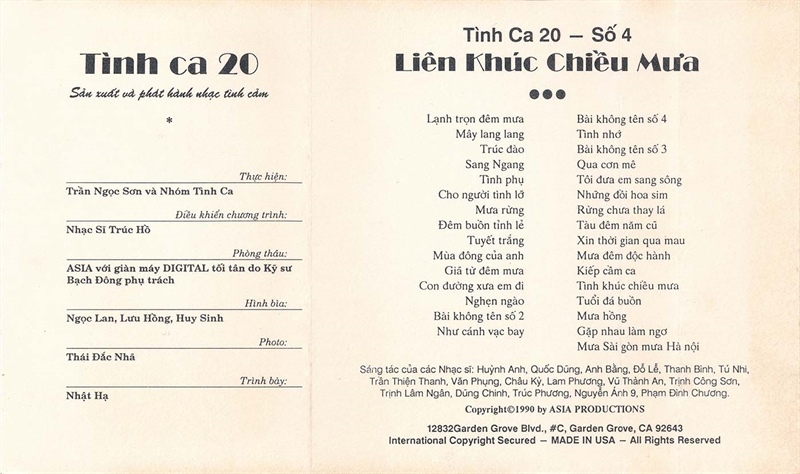 Tình ca 20
Sản xuất và phát hành nhạc tình cảm
*
Thực hiện:
Trần Ngọc Sơn và Nhóm Tình Ca
Điều khiển chương trình:
Nhạc Sĩ Trúc Hồ
Phòng thâu:
ASIA với giàn máy DIGITAL tối tân do Kỹ sư
Bạch Đông phụ trách
Hình bìa:
Ngọc Lan, Lưu Hồng, Huy Sinh
Photo:
Thái Đắc Nhã
Trình bày:
Nhật Hạ
Tình Ca 20 – Số 4
Liên Khúc Chiều Mưa
●●●
Lạnh trọn đêm mưa
Mây lang lang
Trúc đào
Sang Ngang
Tình phụ
Cho người tình lỡ
Mưa rừng
Đêm buồn tỉnh lẻ
Tuyết trắng
Mùa đông của anh
Giã từ đêm mưa
Con đường xưa em đi
Nghẹn ngào
Bài không tên số 2
Như cánh vạc bay
Bài không tên số 4
Tình nhớ
Bài không tên số 3
Qua cơn mê
Tôi đưa em sang sông
Những đồi hoa sim
Rừng chưa thay lá
Tàu đêm năm cũ
Xin thời gian qua mau
Mưa đêm độc hành
Kiếp cầm ca
Tình khúc chiều mưa
Tuổi đá buồn
Mưa hồng
Gặp nhau làm ngơ
Mưa Sài gòn mưa Hà nội
Sáng tác của các Nhạc sĩ: Huỳnh Anh, Quốc Dũng, Anh Bằng, Đỗ Lễ, Thanh Bình, Tú Nhi,
Trần Thiện Thanh, Văn Phụng, Châu Kỳ, Lam Phương, Vũ Thành An, Trịnh Công Sơn,
Trịnh Lâm Ngân, Dũng Chinh, Trúc Phương, Nguyễn Ánh 9, Phạm Đình Chương.
Copyright©1990 by ASIA PRODUCTIONS
12832Garden Grove Blvd., #C, Garden Grove, CA 92643
International Copyright Secured – MADE IN USA – All Rights Reserved